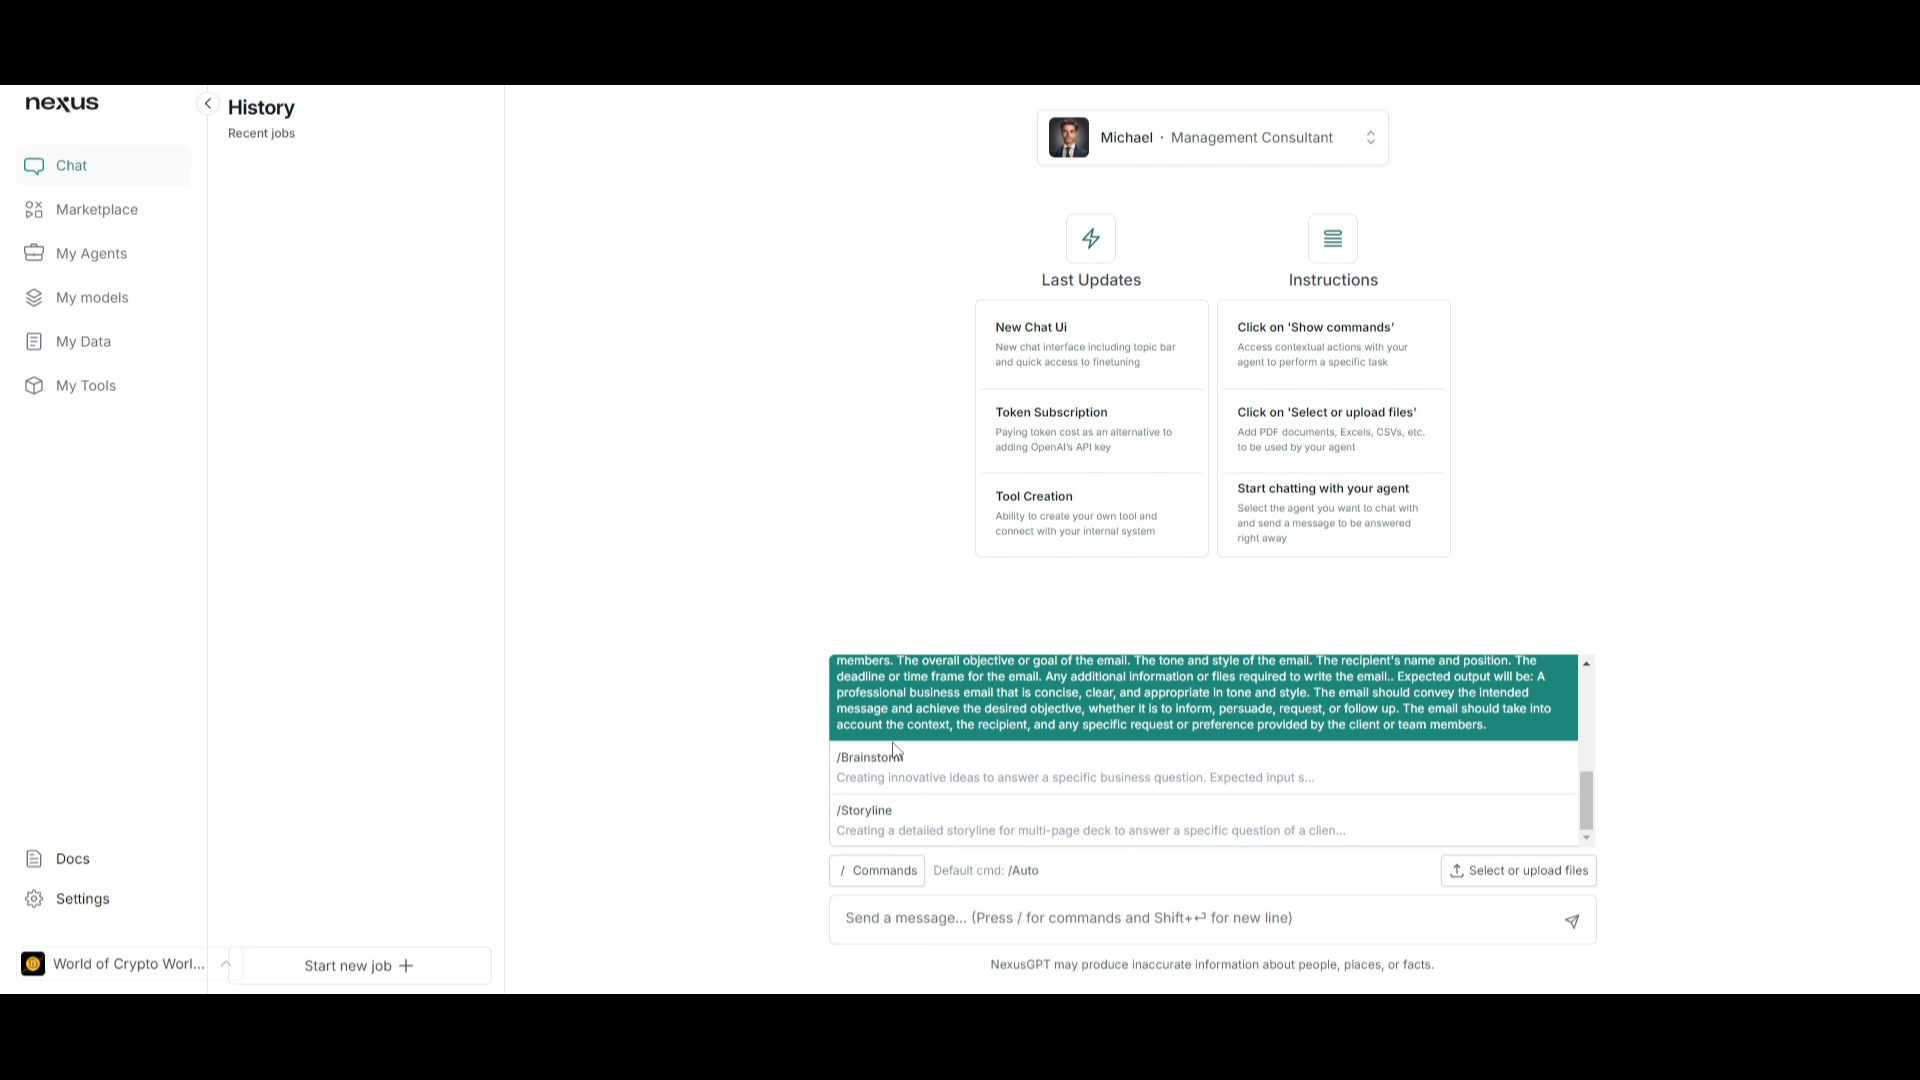 nexus
Chat
Marketplace
My Agents
My models
My Data
My Tools
Docs
Settings
World of Crypto Worl...
History
Recent jobs
Start new job
Michael · Management Consultant
Last Updates
New Chat Ui
New chat interface including topic bar
and quick access to finetuning
Token Subscription
Paying token cost as an alternative to
adding OpenAI's API key
Tool Creation
Ability to create your own tool and
connect with your internal system
Instructions
Click on 'Show commands'
Access contextual actions with your
agent to perform a specific task
Click on 'Select or upload files'
Add PDF documents, Excels, CSVs, etc.
to be used by your agent
Start chatting with your agent
Select the agent you want to chat with
and send a message to be answered
right away
members. The overall objective or goal of the email. The tone and style of the email. The recipient's name and position. The
deadline or time frame for the email. Any additional information or files required to write the email.. Expected output will be: A
professional business email that is concise, clear, and appropriate in tone and style. The email should convey the intended
message and achieve the desired objective, whether it is to inform, persuade, request, or follow up. The email should take into
account the context, the recipient, and any specific request or preference provided by the client or team members.
/Brainstorm
Creating innovative ideas to answer a specific business question. Expected input s...
/Storyline
Creating a detailed storyline for multi-page deck to answer a specific question of a clien...
/ Commands
Default cmd: /Auto
Select or upload files
Send a message... (Press / for commands and Shift+⏎ for new line)
NexusGPT may produce inaccurate information about people, places, or facts.